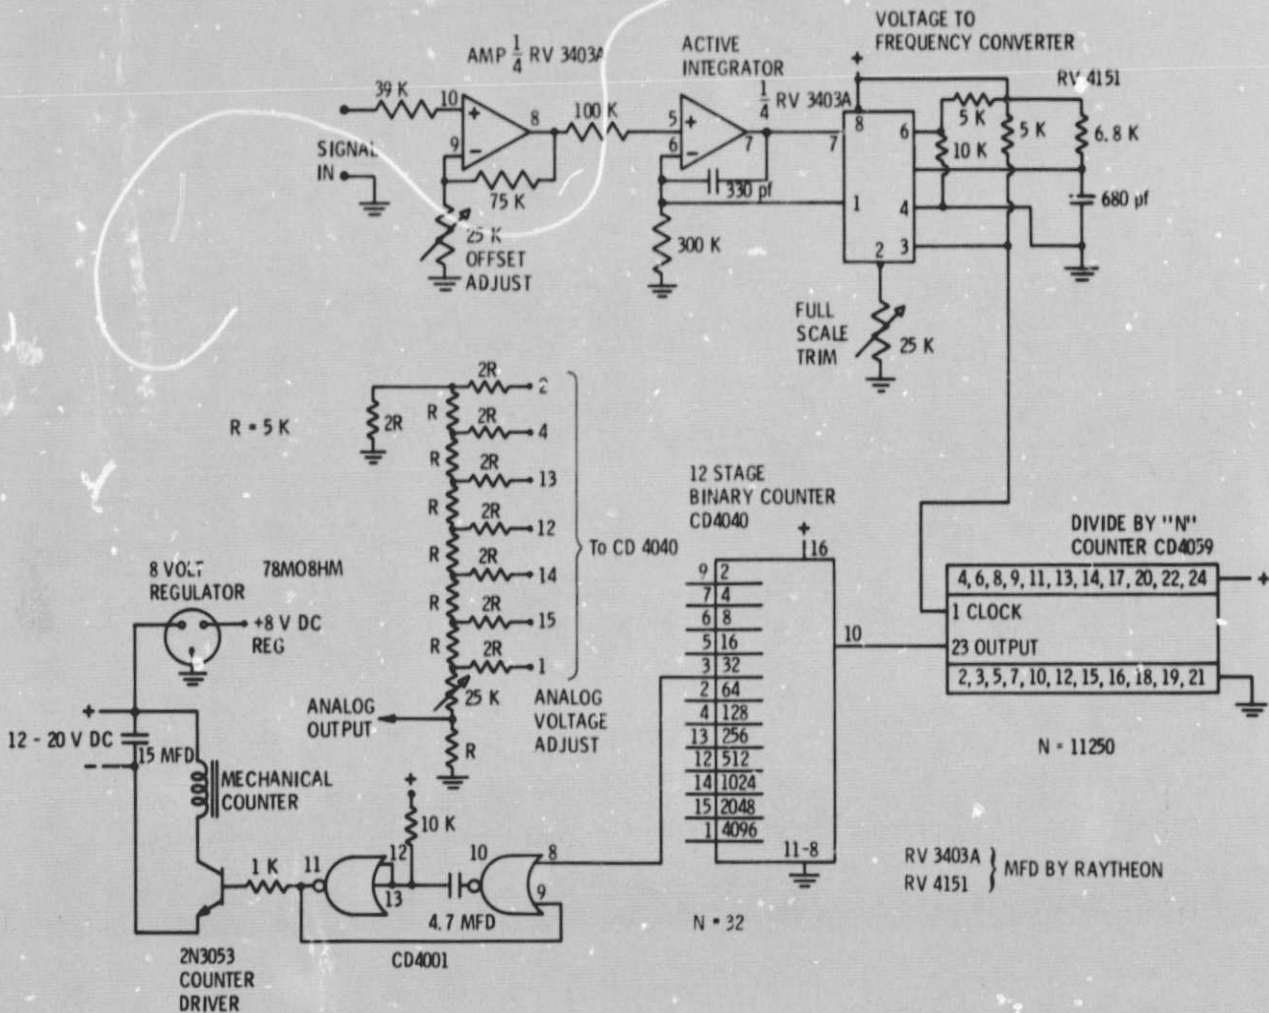 VOLTAGE TO
FREQUENCY CONVERTER
AMP 1/4 RV 3403A
ACTIVE
INTEGRATOR
1/4 RV 3403A
RV 4151
+
39 K
10
+
9
-
8
100 K
5
+
6
-
7
7
8
6
5 K
5 K
6.8 K
10 K
SIGNAL
IN
75 K
330 pf
1
4
680 pf
25 K
OFFSET
ADJUST
300 K
2
3
FULL
SCALE
TRIM
25 K
R = 5 K
2R
2R
2
R
2R
4
R
2R
13
R
2R
12
R
2R
14
R
2R
15
R
2R
1
To CD 4040
25 K
ANALOG
VOLTAGE
ADJUST
ANALOG
OUTPUT
R
12 STAGE
BINARY COUNTER
CD4040
+
16
9 2
7 4
6 8
5 16
3 32
2 64
4 128
13 256
12 512
14 1024
15 2048
1 4096
10
11-8
N = 32
DIVIDE BY "N"
COUNTER CD4059
4, 6, 8, 9, 11, 13, 14, 17, 20, 22, 24
+
1 CLOCK
23 OUTPUT
2, 3, 5, 7, 10, 12, 15, 16, 18, 19, 21
N = 11250
RV 3403A
RV 4151
MFD BY RAYTHEON
8 VOLT
REGULATOR
78MO8HM
+8 V DC
REG
+
12 - 20 V DC
-
15 MFD
MECHANICAL
COUNTER
+
10 K
1 K
11
12
13
4.7 MFD
10
8
9
CD4001
2N3053
COUNTER
DRIVER